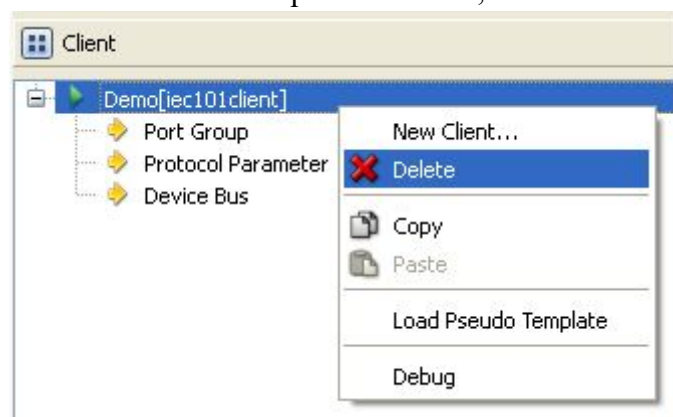 Client
Demo[iec101client]
Port Group
Protocol Parameter
Device Bus
New Client...
Delete
Copy
Paste
Load Pseudo Template
Debug